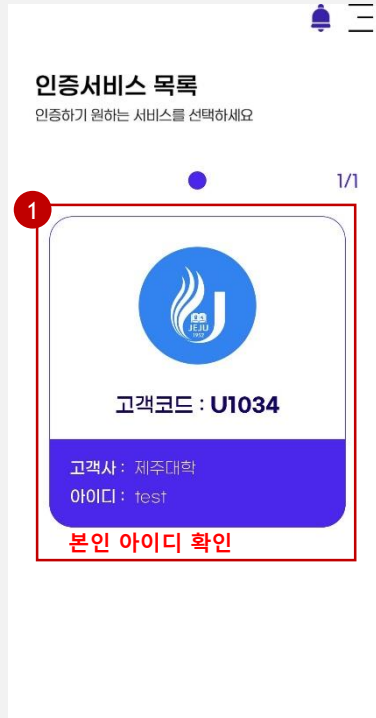 인증서비스 목록
인증하기 원하는 서비스를 선택하세요
1/1
1
JEJU
1952
고객코드 : U1034
고객사 : 제주대학
아이디 : test
본인 아이디 확인